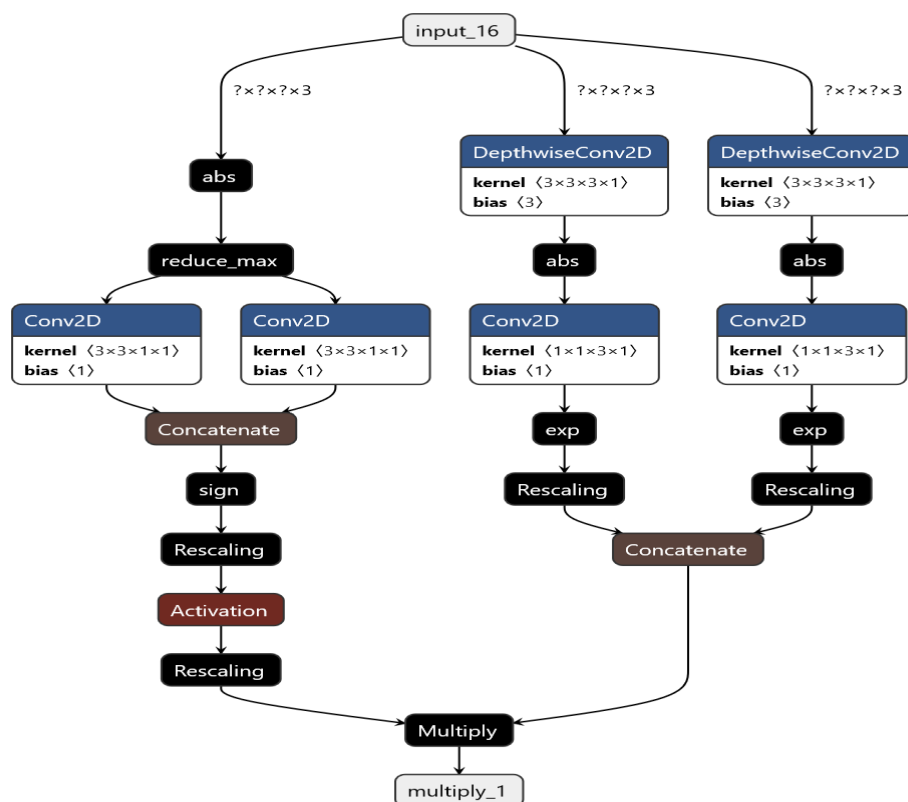 input_16
?×?×?×3
?×?×?×3
?×?×?×3
DepthwiseConv2D
kernel 〈3×3×3×1〉
bias 〈3〉
DepthwiseConv2D
kernel 〈3×3×3×1〉
bias 〈3〉
abs
reduce_max
abs
abs
Conv2D
kernel 〈3×3×1×1〉
bias 〈1〉
Conv2D
kernel 〈3×3×1×1〉
bias 〈1〉
Conv2D
kernel 〈1×1×3×1〉
bias 〈1〉
Conv2D
kernel 〈1×1×3×1〉
bias 〈1〉
Concatenate
exp
exp
sign
Rescaling
Rescaling
Rescaling
Concatenate
Activation
Rescaling
Multiply
multiply_1